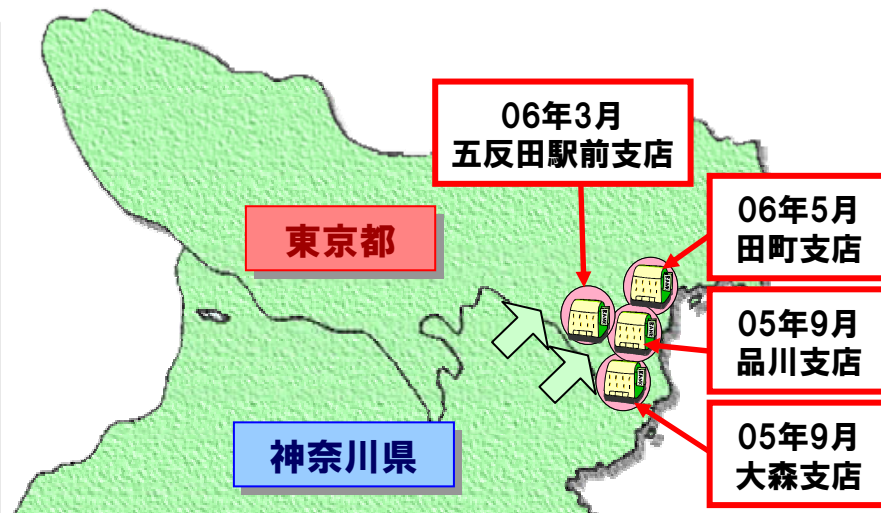 06年3月
五反田駅前支店
06年5月
田町支店
東京都
05年9月
品川支店
05年9月
大森支店
神奈川県